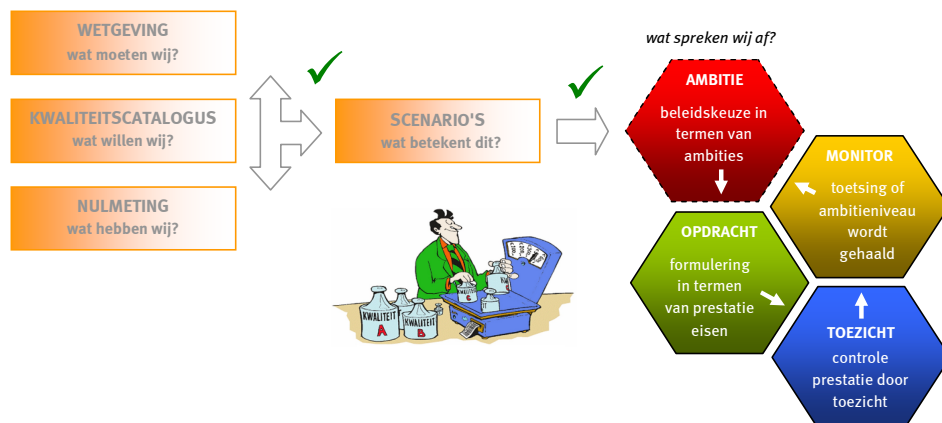 WETGEVING
wat moeten wij?
KWALITEITSCATALOGUS
wat willen wij?
NULMETING
wat hebben wij?
SCENARIO'S
wat betekent dit?
wat spreken wij af?
AMBITIE
beleidskeuze in
termen van
ambities
MONITOR
toetsing of
ambitieniveau
wordt
gehaald
OPDRACHT
formulering
in termen
van prestatie
eisen
TOEZICHT
controle
prestatie door
toezicht
KWALITEIT
A
KWALITEIT
B